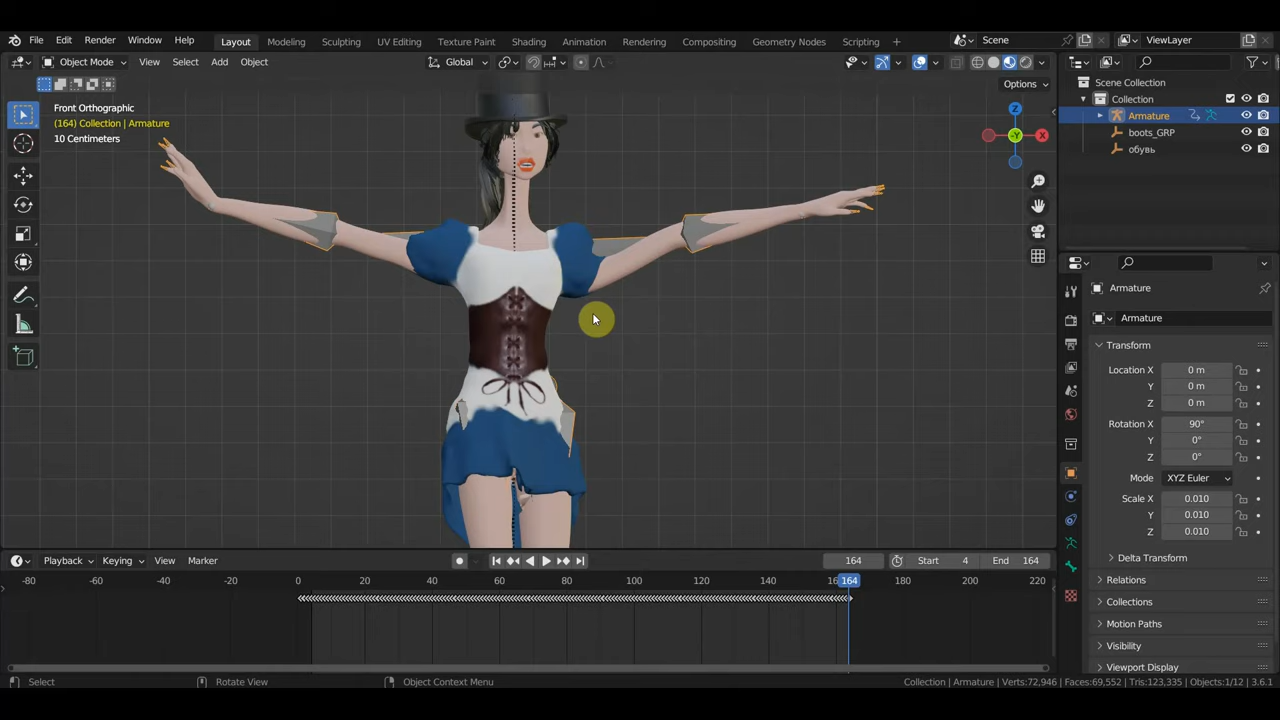 File Edit Render Window Help Layout Modeling Sculpting UV Editing Texture Paint Shading Animation Rendering Compositing Geometry Nodes Scripting + Scene ViewLayer
Object Mode View Select Add Object Global
Options
Front Orthographic
(164) Collection | Armature
10 Centimeters
Z
X
-Y
Scene Collection
Collection
Armature
boots_GRP
обувь
Armature
Armature
Transform
Location X 0 m
Y 0 m
Z 0 m
Rotation X 90°
Y 0°
Z 0°
Mode XYZ Euler
Scale X 0.010
Y 0.010
Z 0.010
Delta Transform
Relations
Collections
Motion Paths
Visibility
Viewport Display
Playback Keying View Marker 164 Start 4 End 164
-80 -60 -40 -20 0 20 40 60 80 100 120 140 164 180 200 220
Select Rotate View Object Context Menu Collection | Armature | Verts:72,946 | Faces:69,552 | Tris:123,335 | Objects:1/12 | 3.6.1